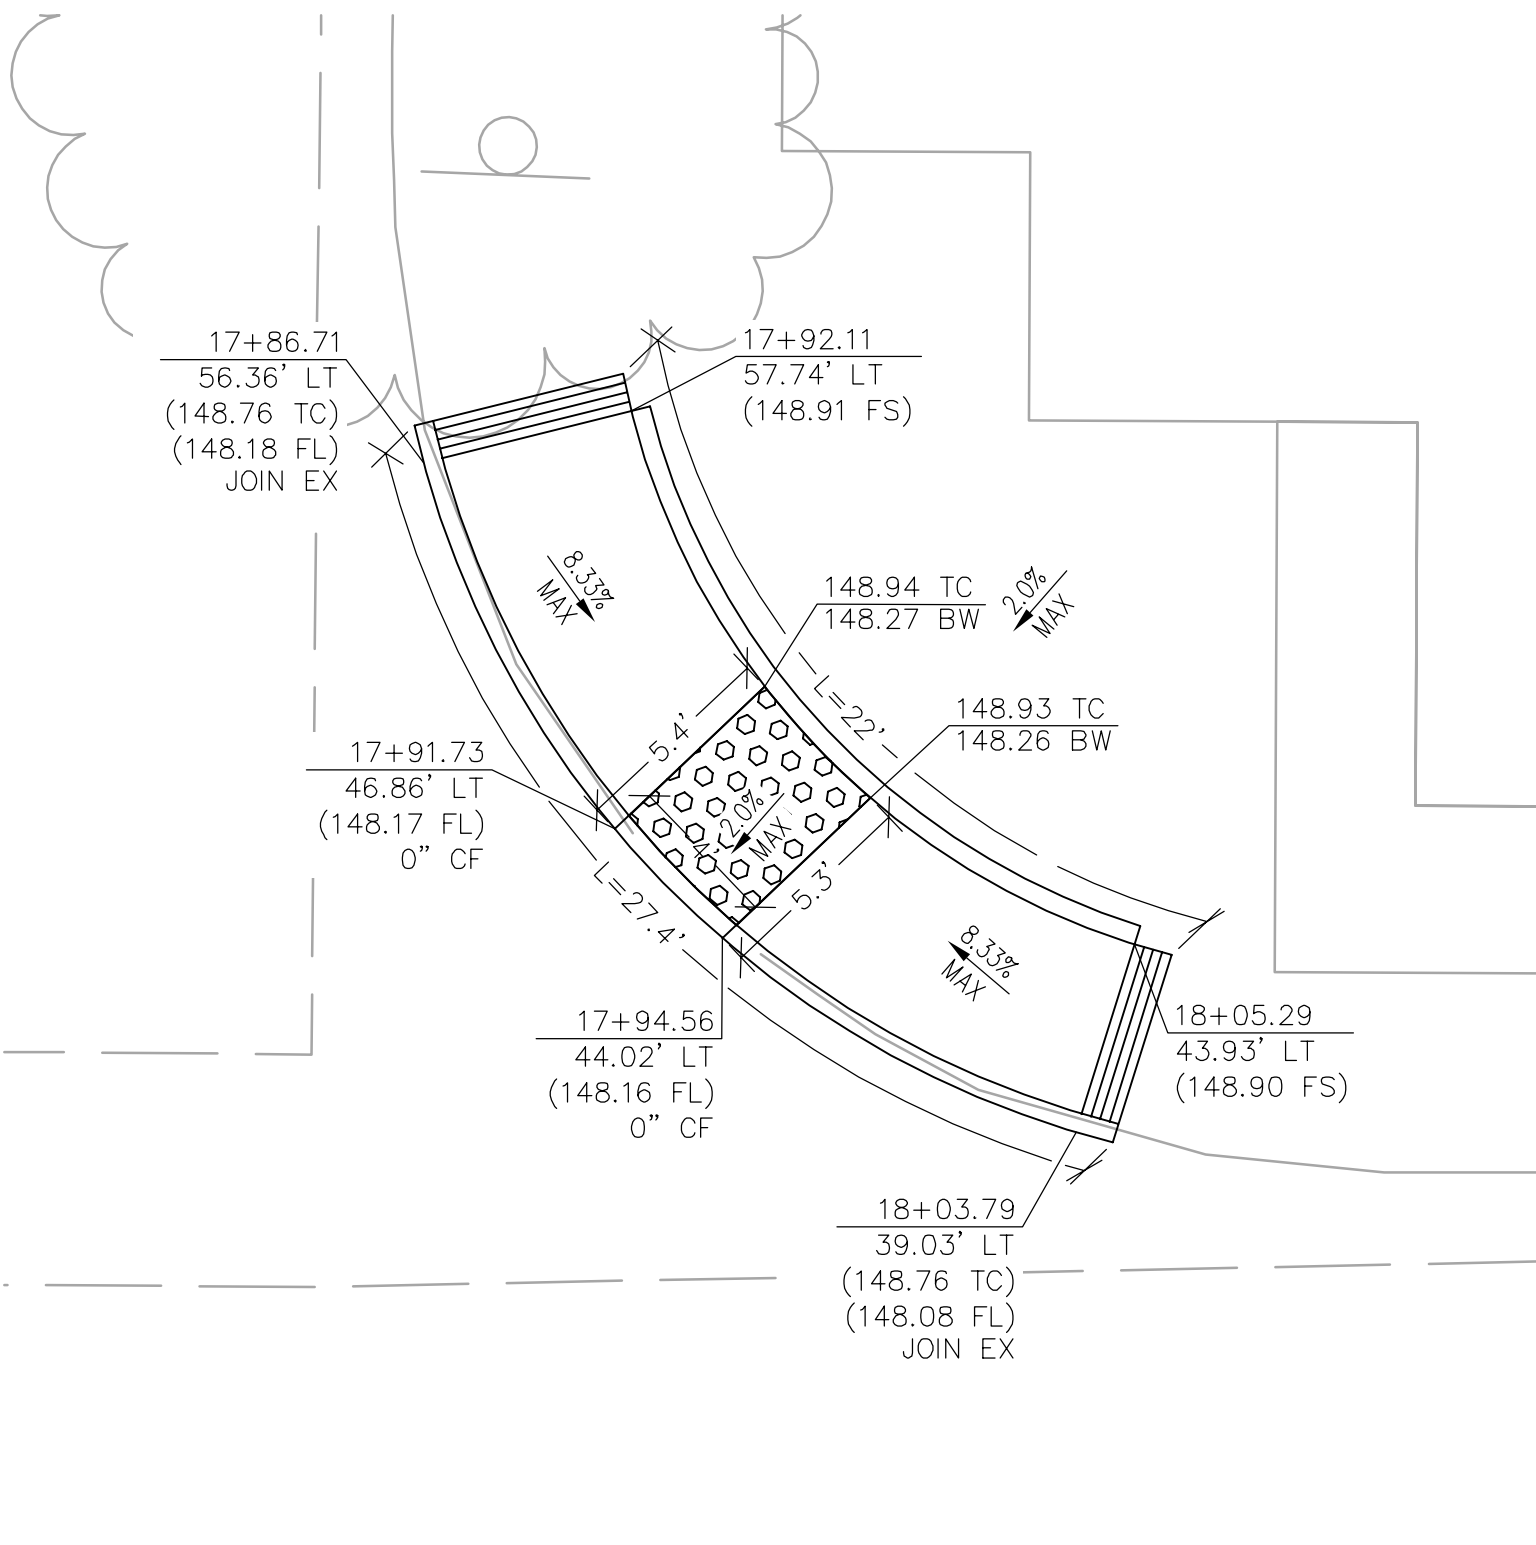 17+86.71
56.36' LT
(148.76 TC)
(148.18 FL)
JOIN EX
17+92.11
57.74' LT
(148.91 FS)
8.33%
MAX
148.94 TC
148.27 BW
2.0%
MAX
L=22'
148.93 TC
148.26 BW
5.4'
17+91.73
46.86' LT
(148.17 FL)
0" CF
2.0%
MAX
4'
5.3'
L=27.4'
8.33%
MAX
17+94.56
44.02' LT
(148.16 FL)
0" CF
18+05.29
43.93' LT
(148.90 FS)
18+03.79
39.03' LT
(148.76 TC)
(148.08 FL)
JOIN EX